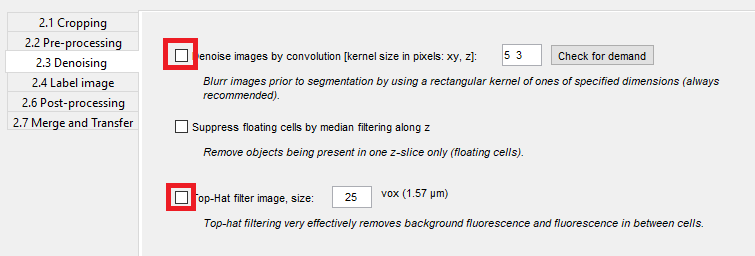 2.1 Cropping
2.2 Pre-processing
2.3 Denoising
2.4 Label image
2.6 Post-processing
2.7 Merge and Transfer
Denoise images by convolution [kernel size in pixels: xy, z]: 5 3 Check for demand
Blurr images prior to segmentation by using a rectangular kernel of ones of specified dimensions (always
recommended).
Suppress floating cells by median filtering along z
Remove objects being present in one z-slice only (floating cells).
Top-Hat filter image, size: 25 vox (1.57 µm)
Top-hat filtering very effectively removes background fluorescence and fluorescence in between cells.